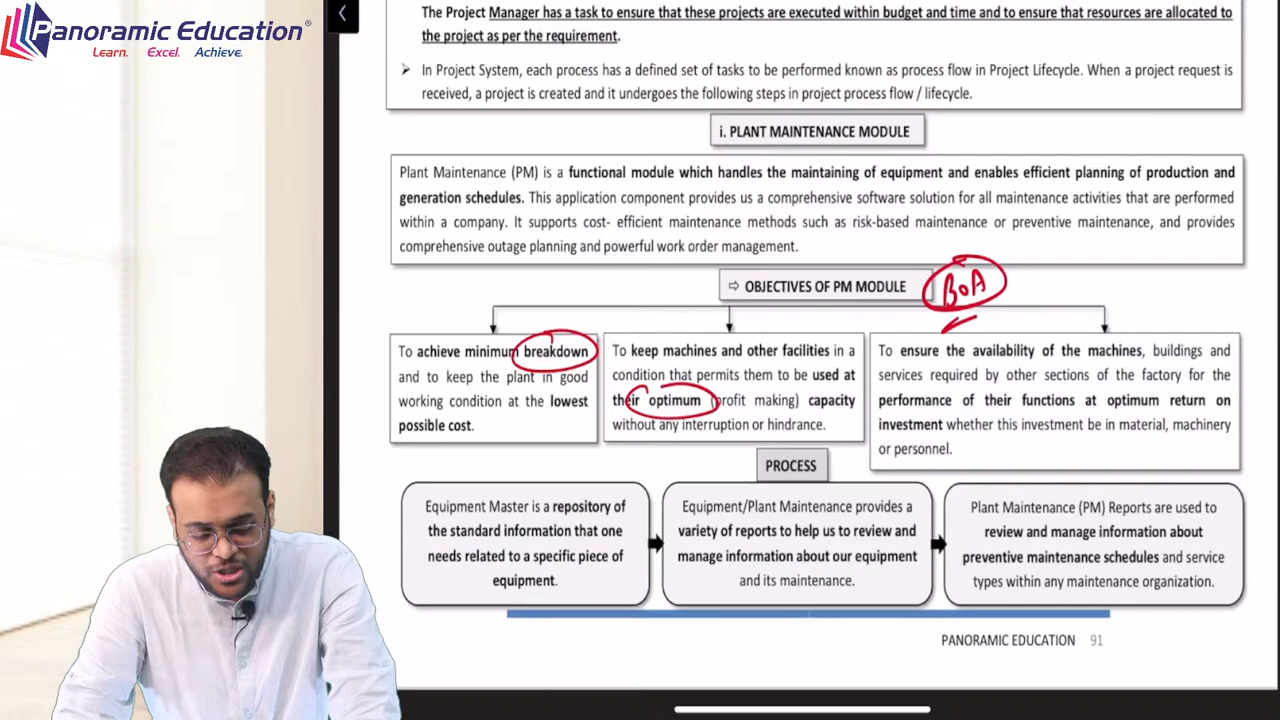 Panoramic Education®
Learn. Excel. Achieve.
The Project Manager has a task to ensure that these projects are executed within budget and time and to ensure that resources are allocated to
the project as per the requirement.
➤ In Project System, each process has a defined set of tasks to be performed known as process flow in Project Lifecycle. When a project request is
received, a project is created and it undergoes the following steps in project process flow / lifecycle.
i. PLANT MAINTENANCE MODULE
Plant Maintenance (PM) is a functional module which handles the maintaining of equipment and enables efficient planning of production and
generation schedules. This application component provides us a comprehensive software solution for all maintenance activities that are performed
within a company. It supports cost- efficient maintenance methods such as risk-based maintenance or preventive maintenance, and provides
comprehensive outage planning and powerful work order management.
⇨ OBJECTIVES OF PM MODULE
BOA
To achieve minimum breakdown
and to keep the plant in good
working condition at the lowest
possible cost.
To keep machines and other facilities in a
condition that permits them to be used at
their optimum (profit making) capacity
without any interruption or hindrance.
To ensure the availability of the machines, buildings and
services required by other sections of the factory for the
performance of their functions at optimum return on
investment whether this investment be in material, machinery
or personnel.
PROCESS
Equipment Master is a repository of
the standard information that one
needs related to a specific piece of
equipment.
Equipment/Plant Maintenance provides a
variety of reports to help us to review and
manage information about our equipment
and its maintenance.
Plant Maintenance (PM) Reports are used to
review and manage information about
preventive maintenance schedules and service
types within any maintenance organization.
PANORAMIC EDUCATION 91